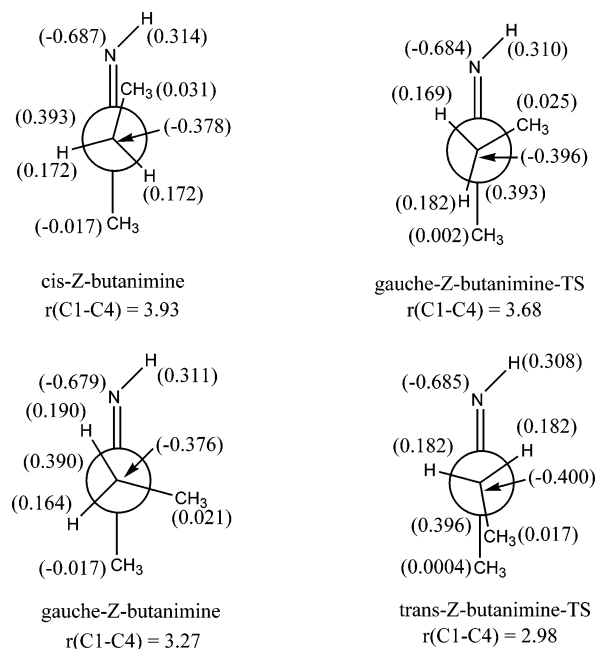 H
(-0.687) (0.314)
N
CH₃ (0.031)
(0.393)
(-0.378)
H
(0.172)
H
(0.172)
(-0.017) CH₃
cis-Z-butanimine
r(C1-C4) = 3.93
H
(-0.684) (0.310)
N
(0.169)
H
(0.025)
CH₃
(-0.396)
(0.182) H
(0.393)
(0.002) CH₃
gauche-Z-butanimine-TS
r(C1-C4) = 3.68
H
(-0.679) (0.311)
N
(0.190)
H
(-0.376)
(0.390)
(0.164)
H
CH₃
(0.021)
(-0.017) CH₃
gauche-Z-butanimine
r(C1-C4) = 3.27
H (0.308)
(-0.685)
N
(0.182)
(0.182)
H
H
(-0.400)
(0.396)
CH₃ (0.017)
(0.0004) CH₃
trans-Z-butanimine-TS
r(C1-C4) = 2.98